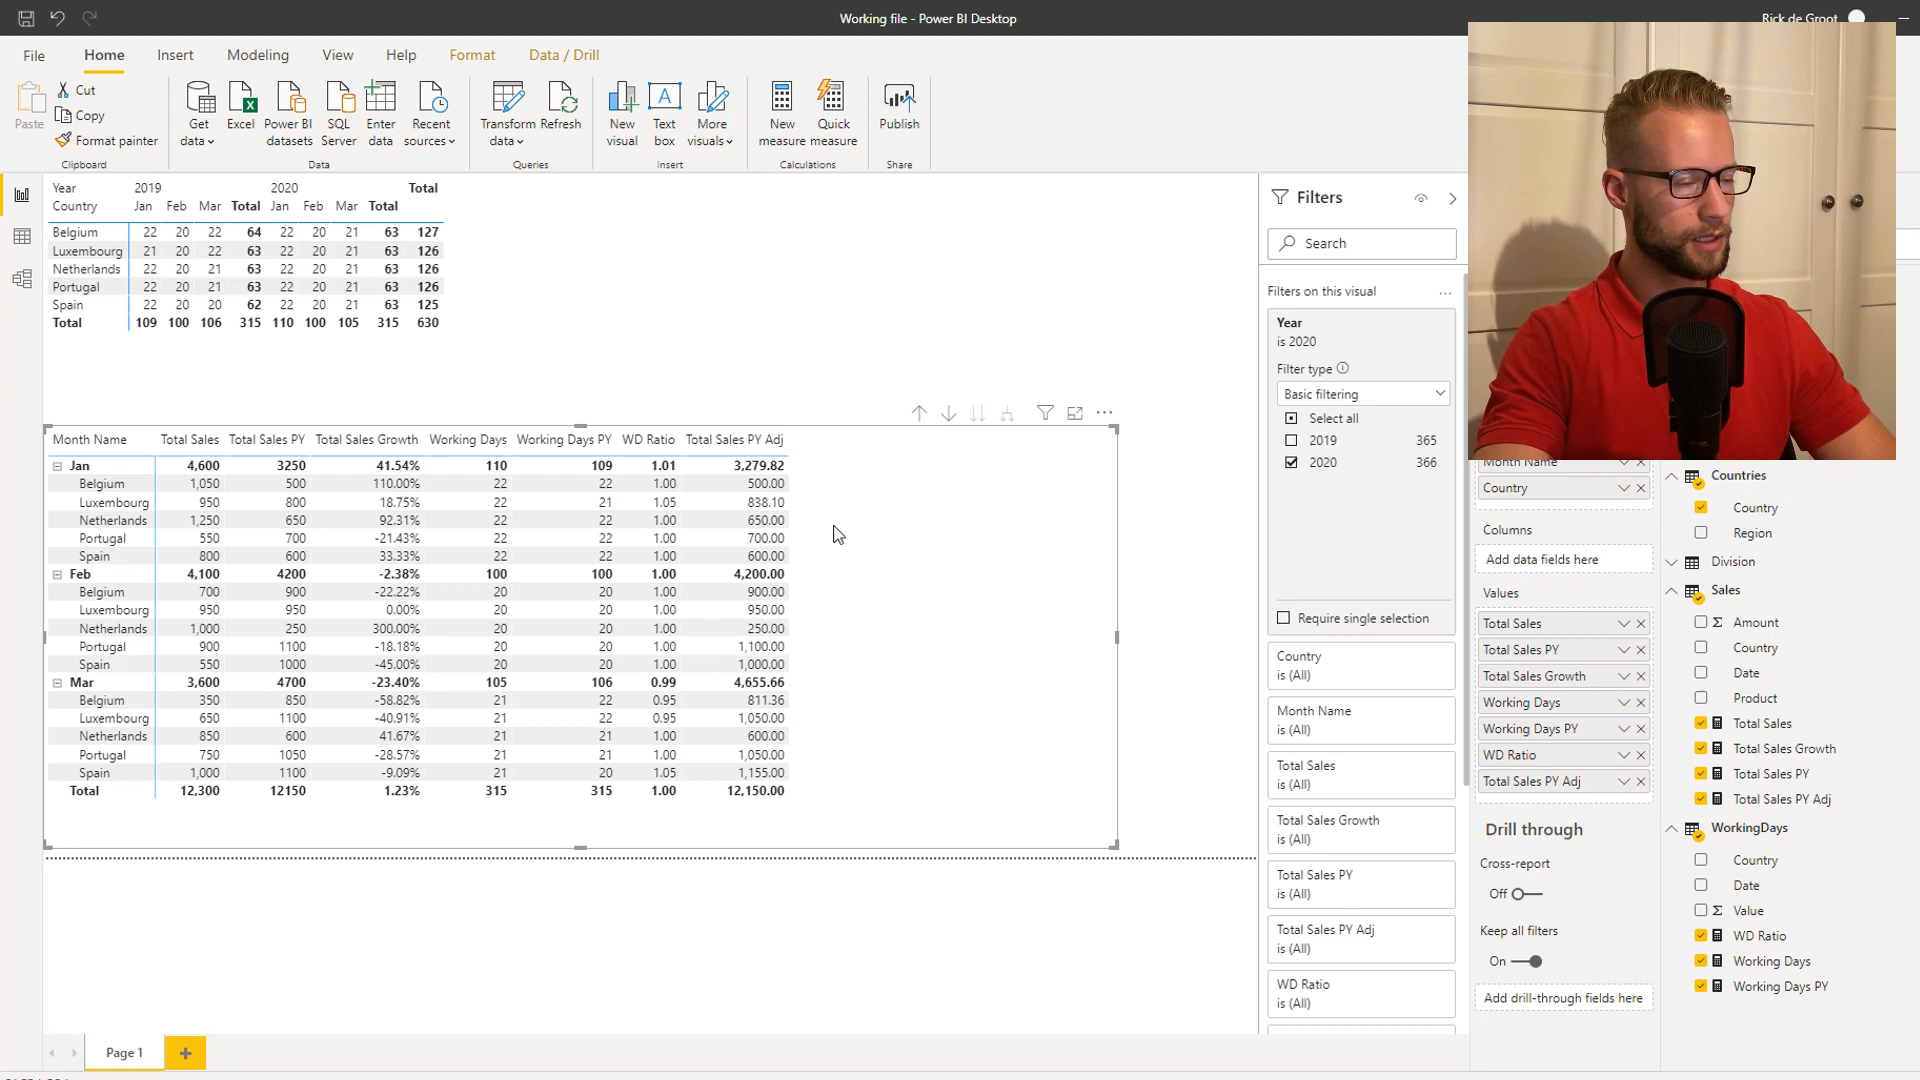 Working file - Power BI Desktop
Rick de Groot
File Home Insert Modeling View Help Format Data / Drill
Paste
Cut
Copy
Format painter
Clipboard
Get data
Excel
Power BI datasets
SQL Server
Enter data
Recent sources
Data
Transform data
Refresh
Queries
New visual
Text box
More visuals
Insert
New measure
Quick measure
Calculations
Publish
Share
Year 2019 2020 Total
Country Jan Feb Mar Total Jan Feb Mar Total
Belgium 22 20 22 64 22 20 21 63 127
Luxembourg 21 20 22 63 22 20 21 63 126
Netherlands 22 20 21 63 22 20 21 63 126
Portugal 22 20 21 63 22 20 21 63 126
Spain 22 20 20 62 22 20 21 63 125
Total 109 100 106 315 110 100 105 315 630
Month Name Total Sales Total Sales PY Total Sales Growth Working Days Working Days PY WD Ratio Total Sales PY Adj
Jan 4,600 3250 41.54% 110 109 1.01 3,279.82
Belgium 1,050 500 110.00% 22 22 1.00 500.00
Luxembourg 950 800 18.75% 22 21 1.05 838.10
Netherlands 1,250 650 92.31% 22 22 1.00 650.00
Portugal 550 700 -21.43% 22 22 1.00 700.00
Spain 800 600 33.33% 22 22 1.00 600.00
Feb 4,100 4200 -2.38% 100 100 1.00 4,200.00
Belgium 700 900 -22.22% 20 20 1.00 900.00
Luxembourg 950 950 0.00% 20 20 1.00 950.00
Netherlands 1,000 250 300.00% 20 20 1.00 250.00
Portugal 900 1100 -18.18% 20 20 1.00 1,100.00
Spain 550 1000 -45.00% 20 20 1.00 1,000.00
Mar 3,600 4700 -23.40% 105 106 0.99 4,655.66
Belgium 350 850 -58.82% 21 22 0.95 811.36
Luxembourg 650 1100 -40.91% 21 22 0.95 1,050.00
Netherlands 850 600 41.67% 21 21 1.00 600.00
Portugal 750 1050 -28.57% 21 21 1.00 1,050.00
Spain 1,000 1100 -9.09% 21 20 1.05 1,155.00
Total 12,300 12150 1.23% 315 315 1.00 12,150.00
Page 1
Filters
Search
Filters on this visual
Year
is 2020
Filter type
Basic filtering
Select all
2019 365
2020 366
Require single selection
Country
is (All)
Month Name
is (All)
Total Sales
is (All)
Total Sales Growth
is (All)
Total Sales PY
is (All)
Total Sales PY Adj
is (All)
WD Ratio
is (All)
Month Name
Country
Columns
Add data fields here
Values
Total Sales
Total Sales PY
Total Sales Growth
Working Days
Working Days PY
WD Ratio
Total Sales PY Adj
Drill through
Cross-report
Off
Keep all filters
On
Add drill-through fields here
Countries
Country
Region
Division
Sales
Amount
Country
Date
Product
Total Sales
Total Sales Growth
Total Sales PY
Total Sales PY Adj
WorkingDays
Country
Date
Value
WD Ratio
Working Days
Working Days PY